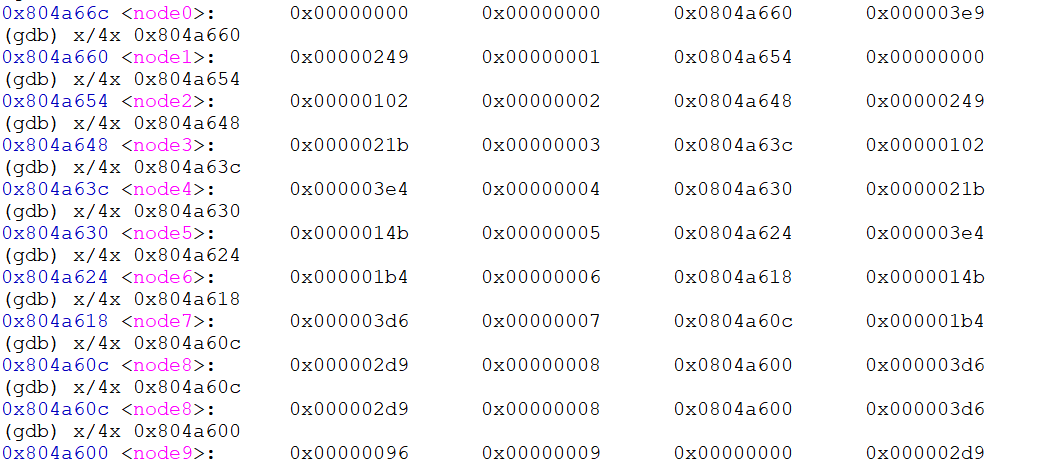 0x804a66c <node0>: 0x00000000 0x00000000 0x0804a660 0x000003e9
(gdb) x/4x 0x804a660
0x804a660 <node1>: 0x00000249 0x00000001 0x0804a654 0x00000000
(gdb) x/4x 0x804a654
0x804a654 <node2>: 0x00000102 0x00000002 0x0804a648 0x00000249
(gdb) x/4x 0x804a648
0x804a648 <node3>: 0x0000021b 0x00000003 0x0804a63c 0x00000102
(gdb) x/4x 0x804a63c
0x804a63c <node4>: 0x000003e4 0x00000004 0x0804a630 0x0000021b
(gdb) x/4x 0x804a630
0x804a630 <node5>: 0x0000014b 0x00000005 0x0804a624 0x000003e4
(gdb) x/4x 0x804a624
0x804a624 <node6>: 0x000001b4 0x00000006 0x0804a618 0x0000014b
(gdb) x/4x 0x804a618
0x804a618 <node7>: 0x000003d6 0x00000007 0x0804a60c 0x000001b4
(gdb) x/4x 0x804a60c
0x804a60c <node8>: 0x000002d9 0x00000008 0x0804a600 0x000003d6
(gdb) x/4x 0x804a60c
0x804a60c <node8>: 0x000002d9 0x00000008 0x0804a600 0x000003d6
(gdb) x/4x 0x804a600
0x804a600 <node9>: 0x00000096 0x00000009 0x00000000 0x000002d9